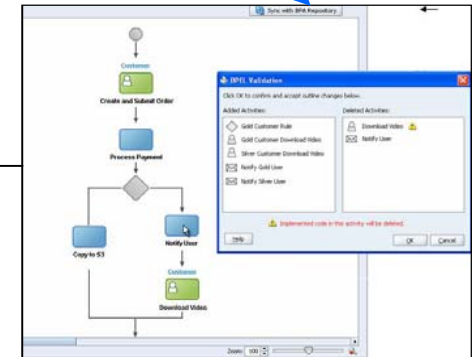 Sync with BPA Repository
Customer
Create and Submit Order
Process Payment
Copy to S3
Notify User
Customer
Download Video
BPEL Validation
Click OK to confirm and accept outline changes below.
Added Activities:
Gold Customer Rule
Gold Customer Download Video
Silver Customer Download Video
Notify Gold User
Notify Silver User
Deleted Activities:
Download Video
Notify User
Implemented code in this activity will be deleted.
Help
OK
Cancel
Zoom: 100